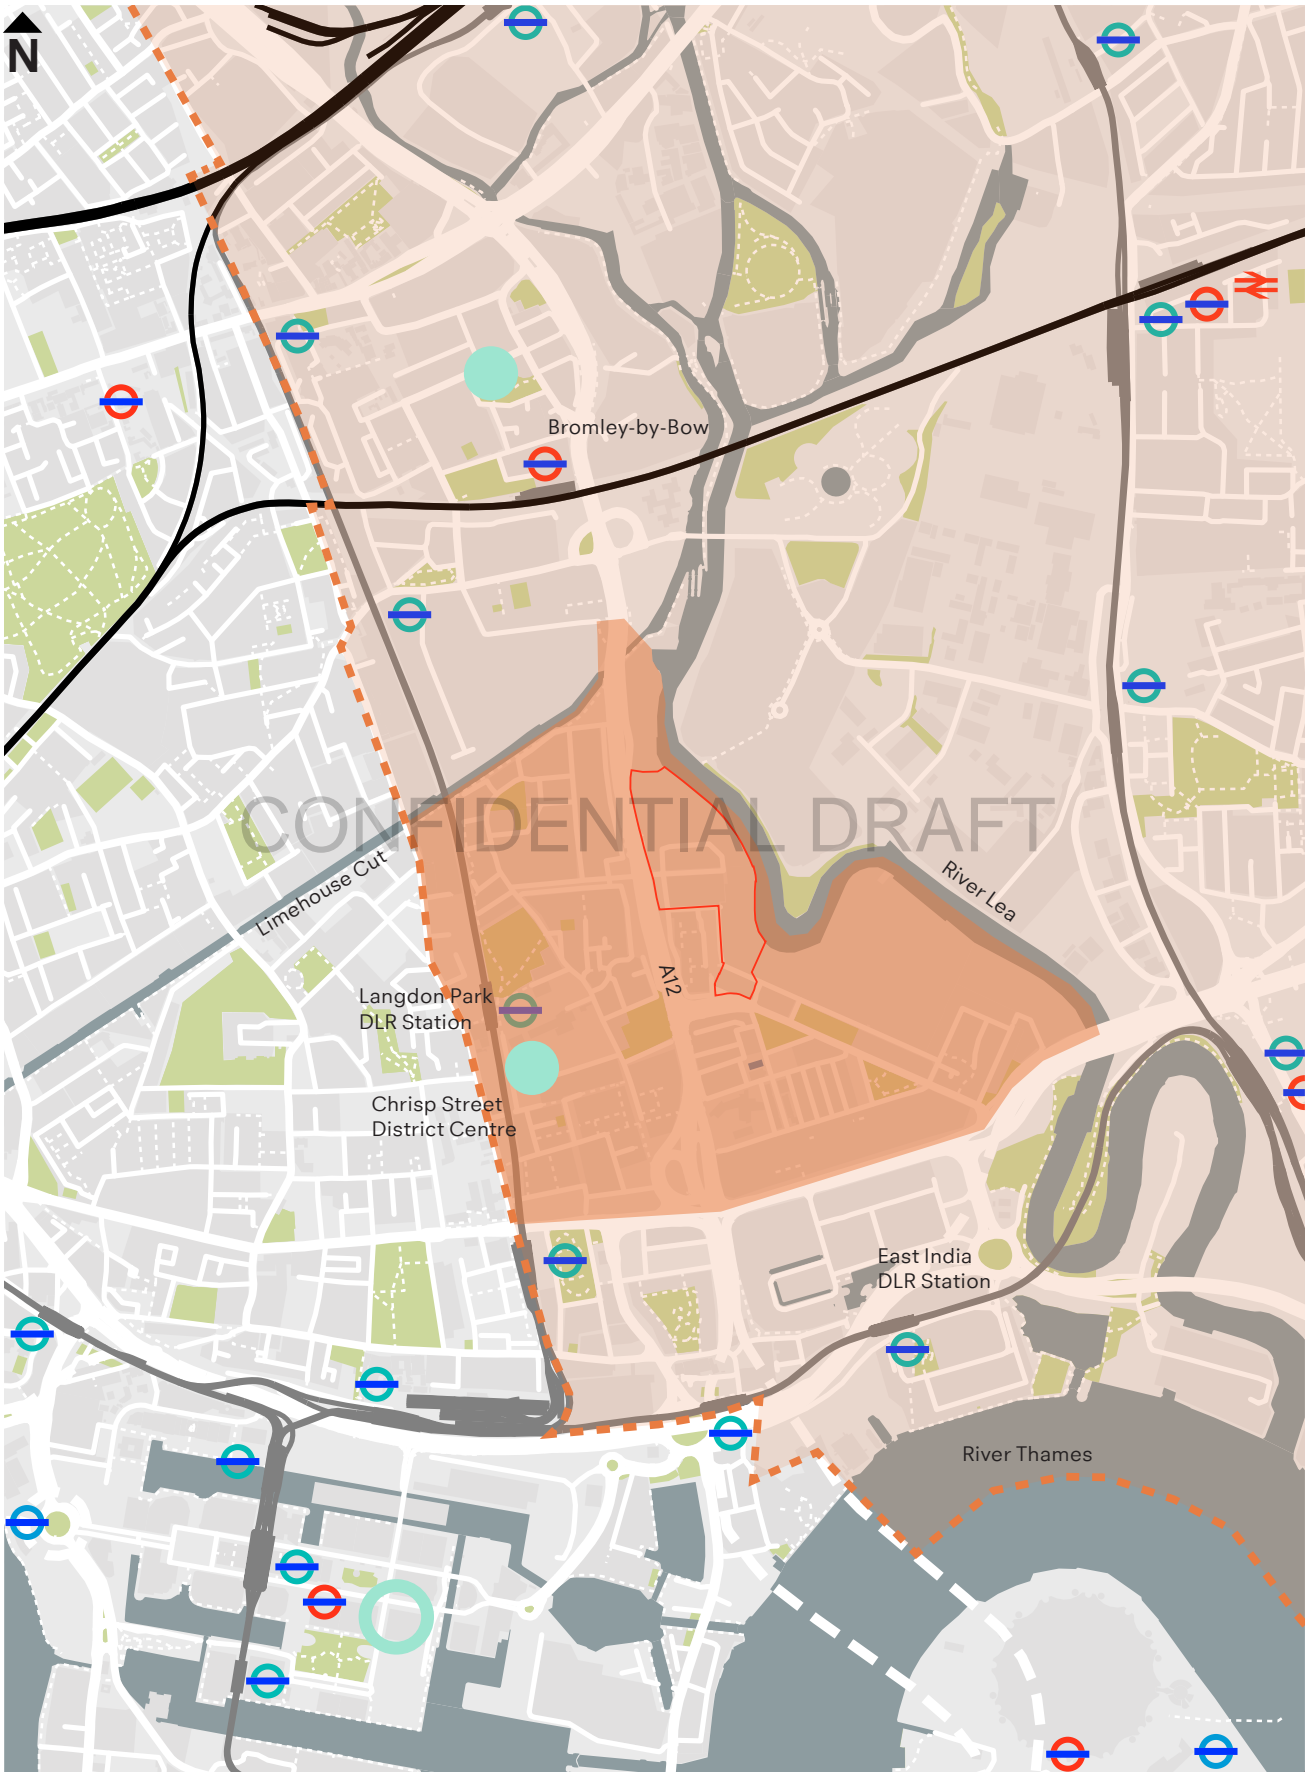 N
Bromley-by-Bow
CONFIDENTIAL DRAFT
Limehouse Cut
River Lea
A12
Langdon Park
DLR Station
Chrisp Street
District Centre
East India
DLR Station
River Thames